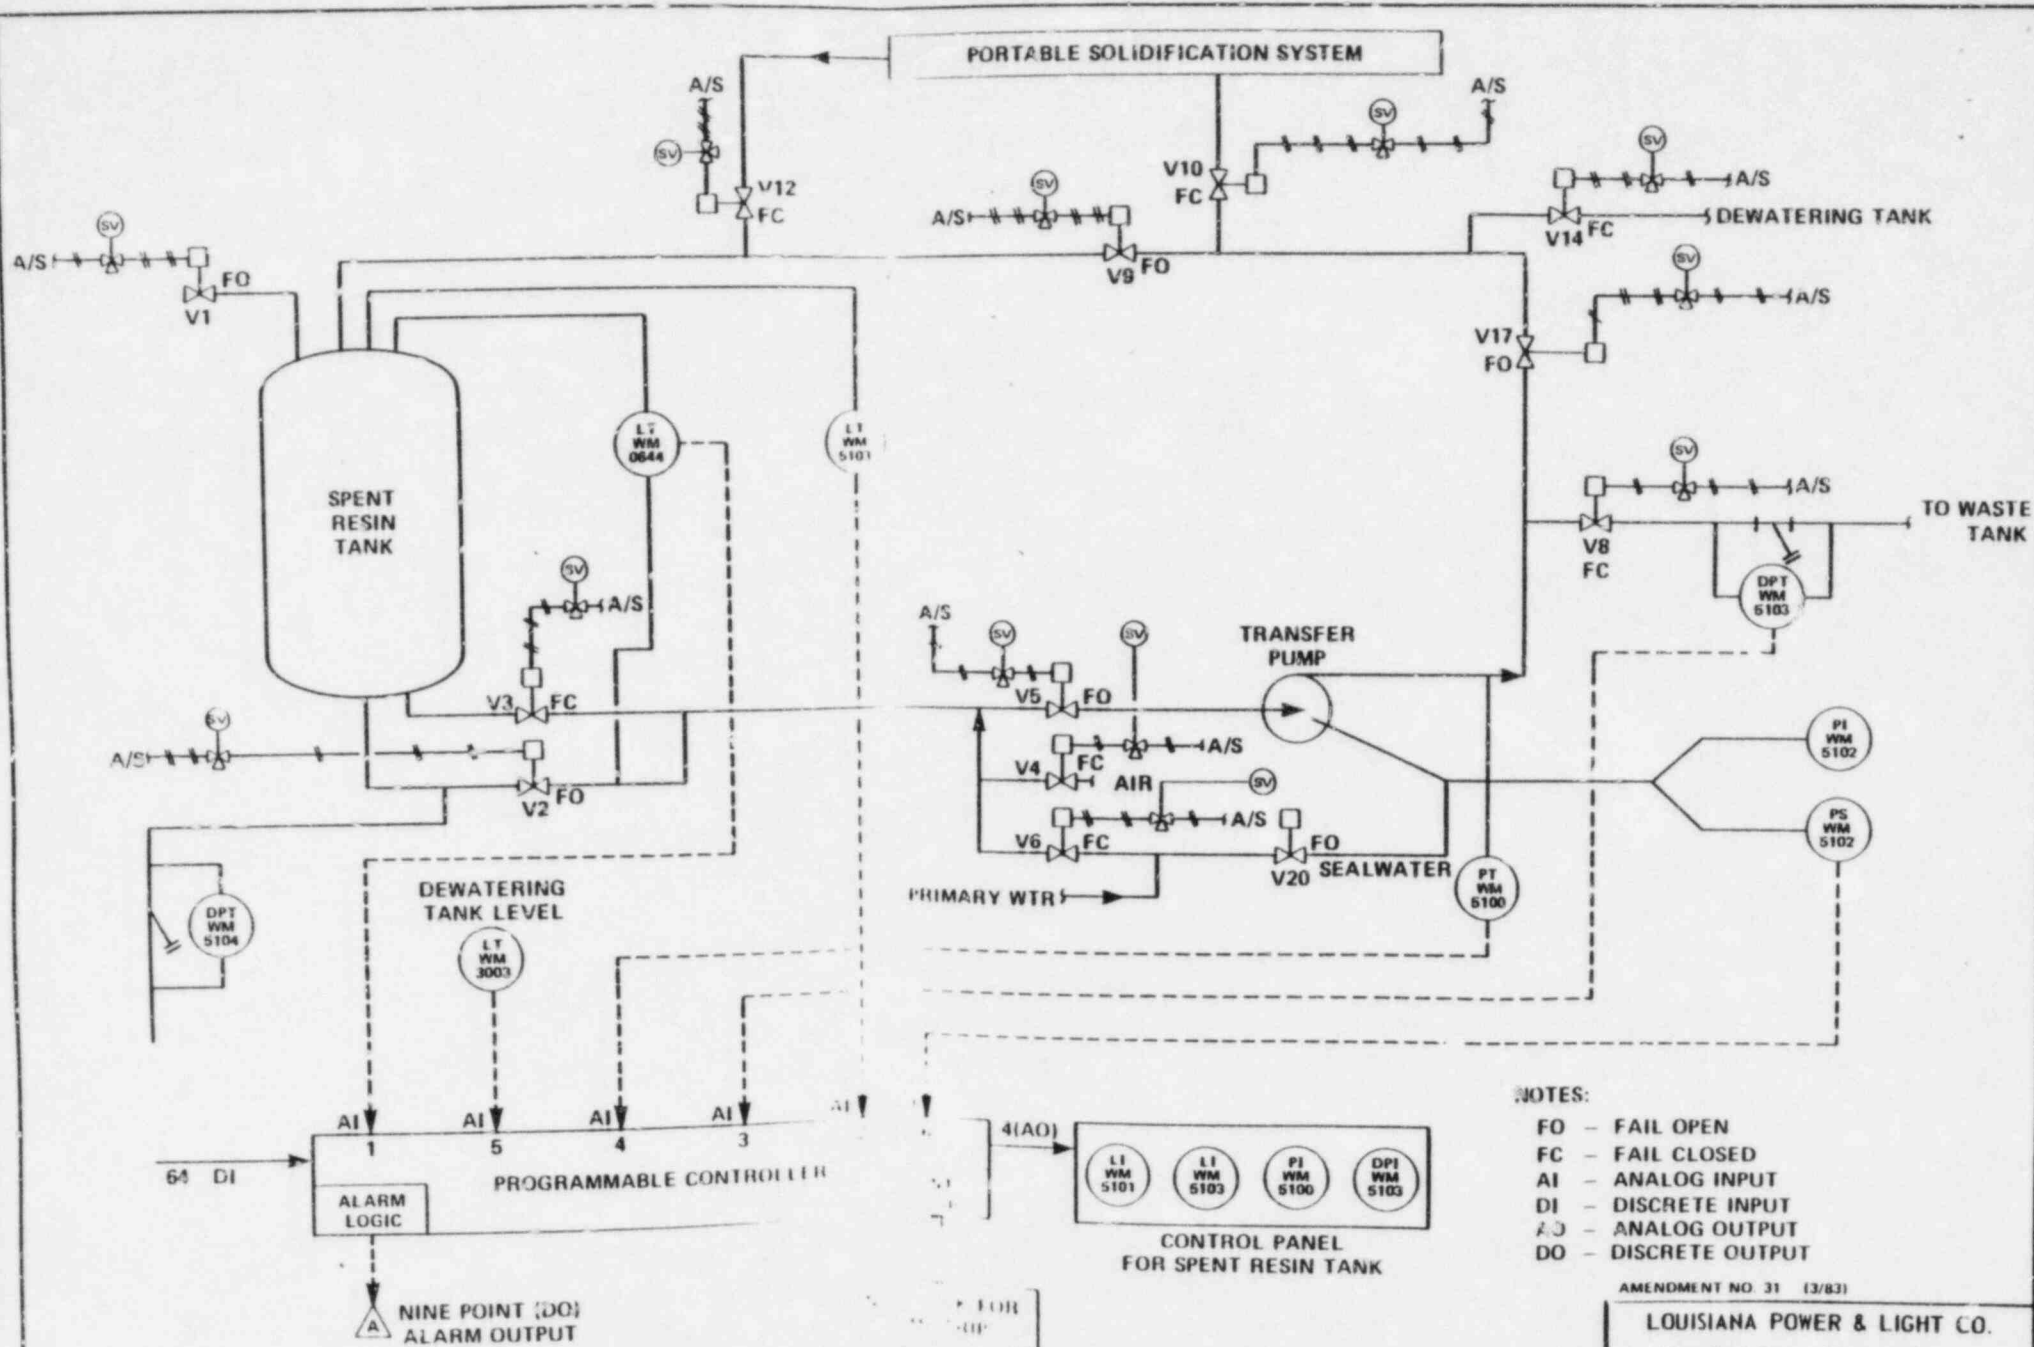 PORTABLE SOLIDIFICATION SYSTEM
A/S
SV
V12
FC
A/S
SV
V10
FC
SV
A/S
V14 FC
DEWATERING TANK
SV
A/S
V9 FO
SV
A/S
FO
V1
SV
A/S
V17
FO
LT
WM
0644
LT
WM
5101
SPENT
RESIN
TANK
SV
A/S
V8
FC
TO WASTE
TANK
DPT
WM
5103
SV
A/S
V3 FC
A/S
SV
V5 FO
SV
TRANSFER
PUMP
A/S
V4 FC
AIR
SV
A/S
SV
V2 FO
SV
A/S
V6 FC
FO
V20
SEALWATER
PRIMARY WTR
PI
WM
5102
PS
WM
5102
PT
WM
5100
DPT
WM
5104
DEWATERING
TANK LEVEL
LT
WM
3003
AI
1
AI
5
AI
4
AI
3
AI
64 DI
PROGRAMMABLE CONTROLLER
ALARM
LOGIC
4(AO)
LI
WM
5101
LI
WM
5103
PI
WM
5100
DPI
WM
5103
CONTROL PANEL
FOR SPENT RESIN TANK
A
NINE POINT (DO)
ALARM OUTPUT
FOR
NOTES:
FO – FAIL OPEN
FC – FAIL CLOSED
AI – ANALOG INPUT
DI – DISCRETE INPUT
AO – ANALOG OUTPUT
DO – DISCRETE OUTPUT
AMENDMENT NO. 31 (3/83)
LOUISIANA POWER & LIGHT CO.